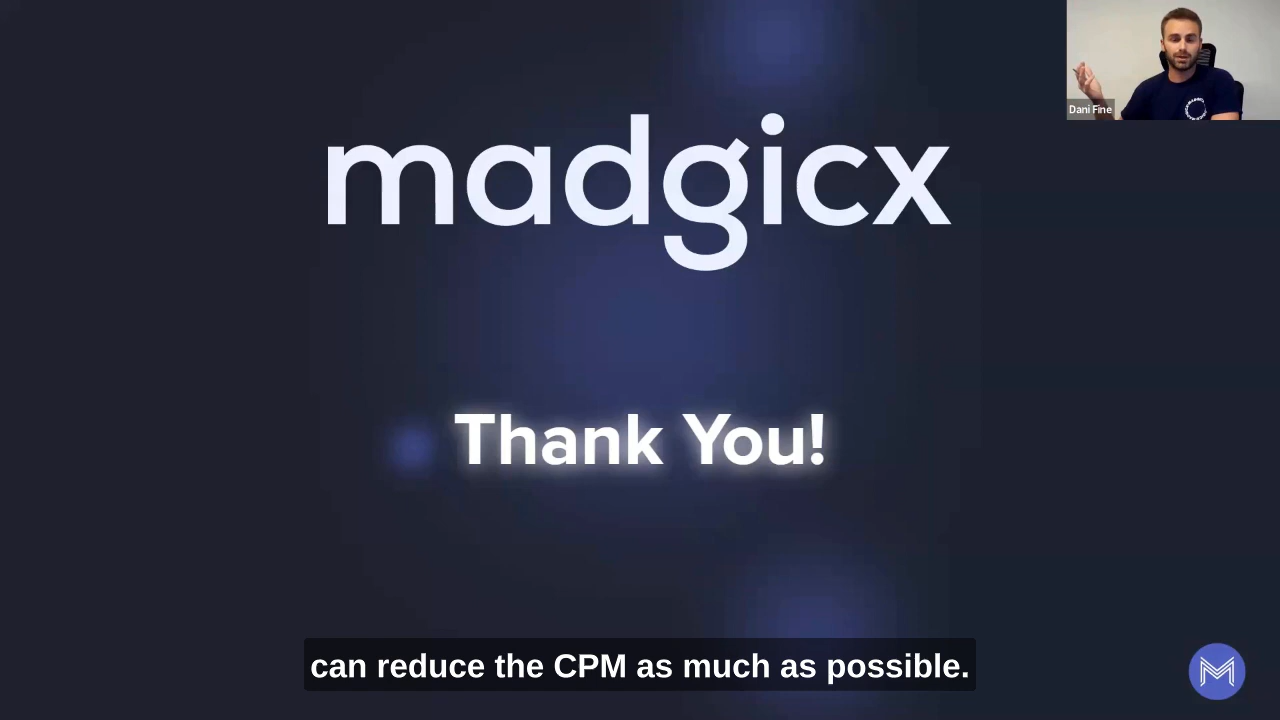 madgicx
Dani Fine
Thank You!
can reduce the CPM as much as possible.